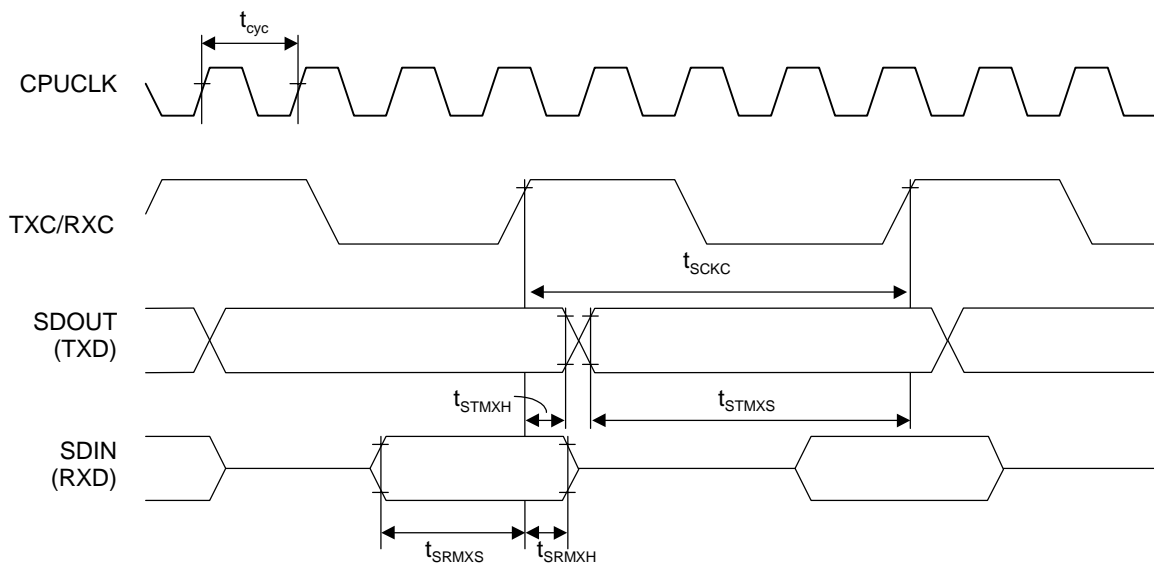 tcyc
CPUCLK
TXC/RXC
tSCKC
SDOUT
(TXD)
tSTMXH
tSTMXS
SDIN
(RXD)
tSRMXS
tSRMXH